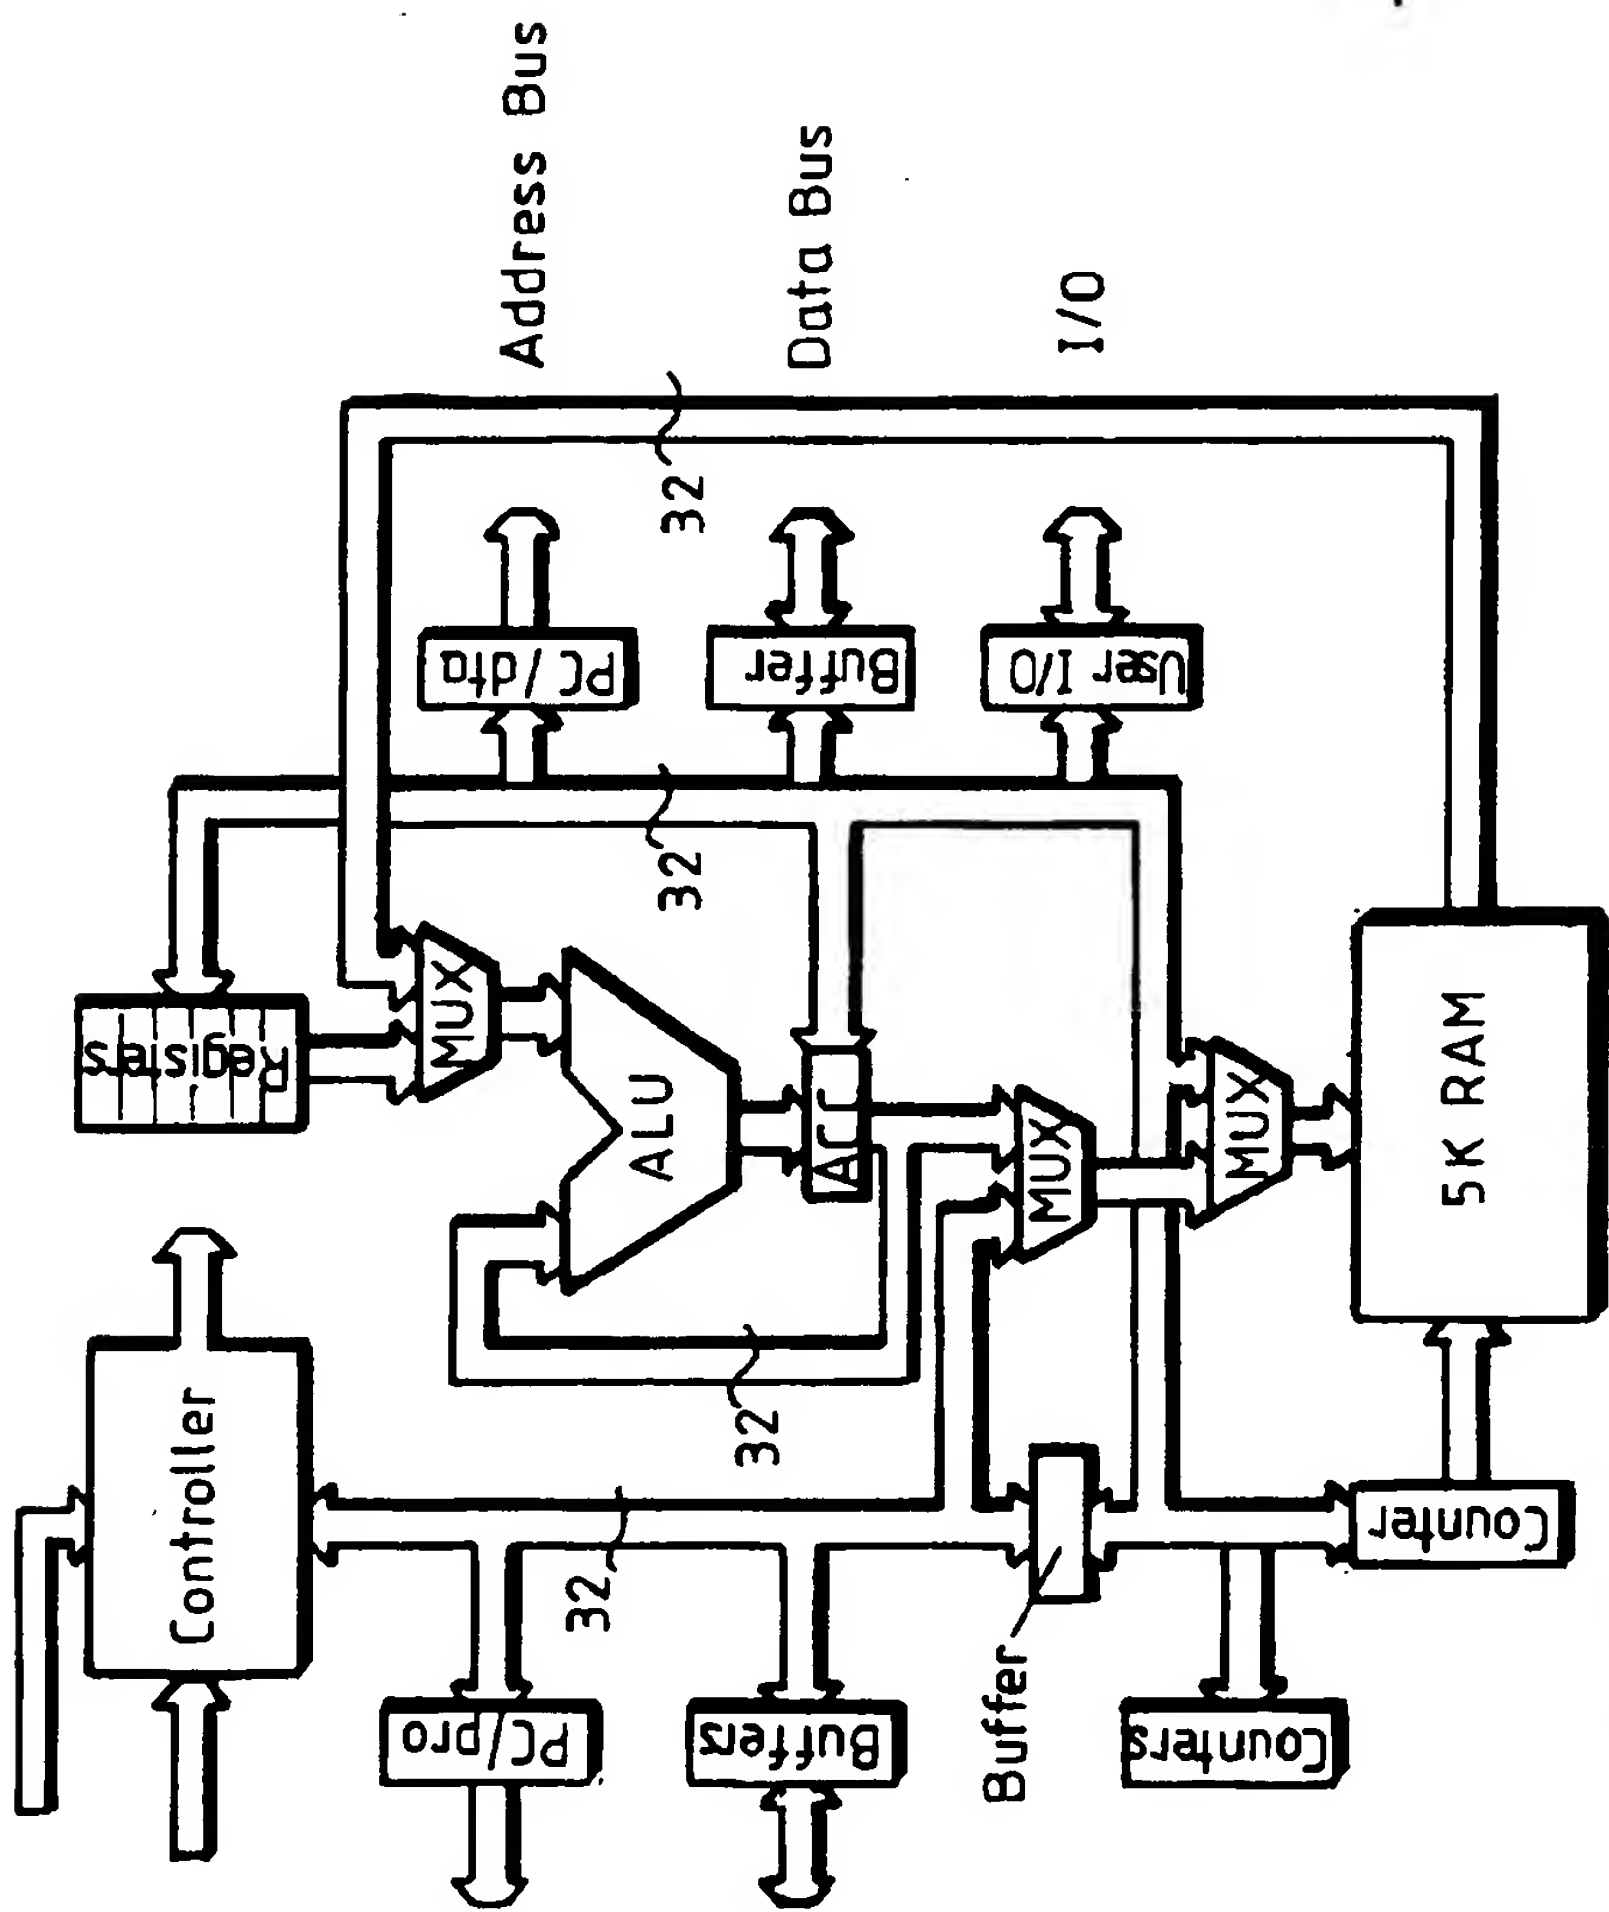 Address Bus
Data Bus
I/O
32
PC/dta
Buffer
User I/O
32
Registers
MUX
ALU
ACC
MUX
MUX
5K RAM
32
Controller
32
Counter
Buffer
PC/pro
Buffers
Counters